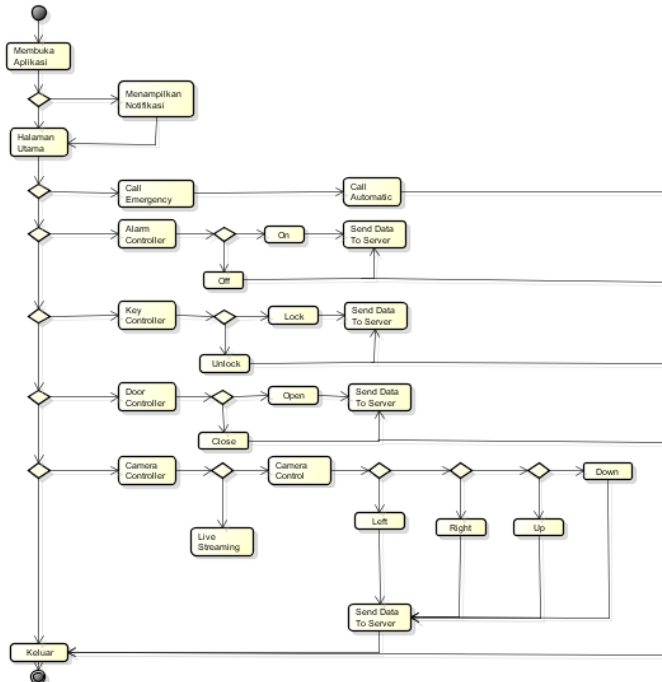 Membuka
Aplikasi
Menampilkan
Notifikasi
Halaman
Utama
Call
Emergency
Call
Automatic
Alarm
Controller
On
Send Data
To Server
Off
Key
Controller
Lock
Send Data
To Server
Unlock
Door
Controller
Open
Send Data
To Server
Close
Camera
Controller
Camera
Control
Down
Left
Right
Up
Live
Streaming
Send Data
To Server
Keluar